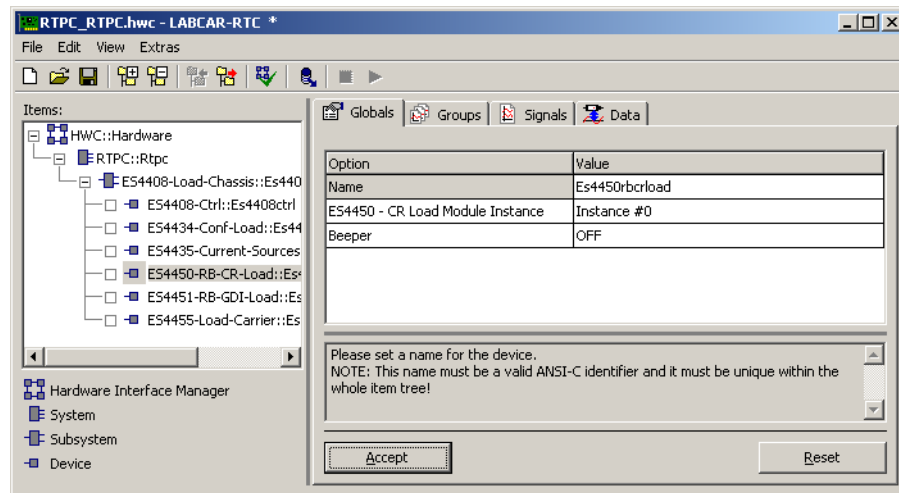 RTPC_RTPC.hwc - LABCAR-RTC *
File Edit View Extras
Items:
HWC::Hardware
RTPC::Rtpc
ES4408-Load-Chassis::Es440
ES4408-Ctrl::Es4408ctrl
ES4434-Conf-Load::Es44
ES4435-Current-Sources
ES4450-RB-CR-Load::Es4
ES4451-RB-GDI-Load::Es
ES4455-Load-Carrier::Es
Hardware Interface Manager
System
Subsystem
Device
Globals Groups Signals Data
Option Value
Name Es4450rbcrload
ES4450 - CR Load Module Instance Instance #0
Beeper OFF
Please set a name for the device.
NOTE: This name must be a valid ANSI-C identifier and it must be unique within the
whole item tree!
Accept Reset